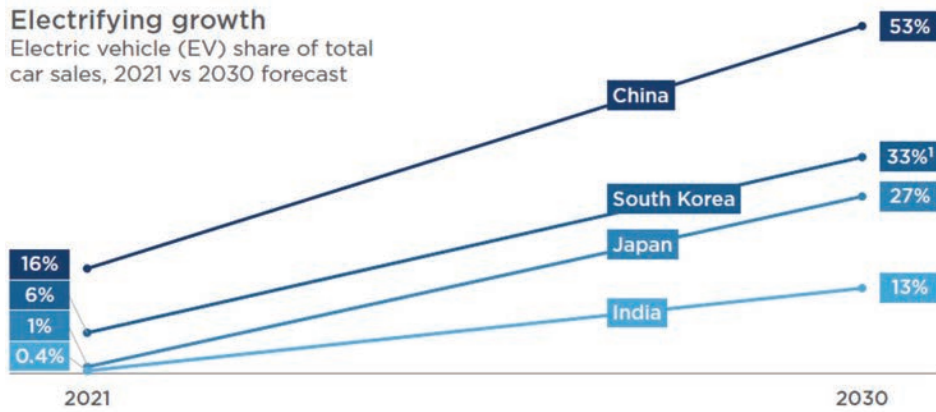 Electrifying growth
Electric vehicle (EV) share of total
car sales, 2021 vs 2030 forecast
53%
China
33%¹
South Korea
27%
Japan
16%
6%
13%
India
1%
0.4%
2021
2030